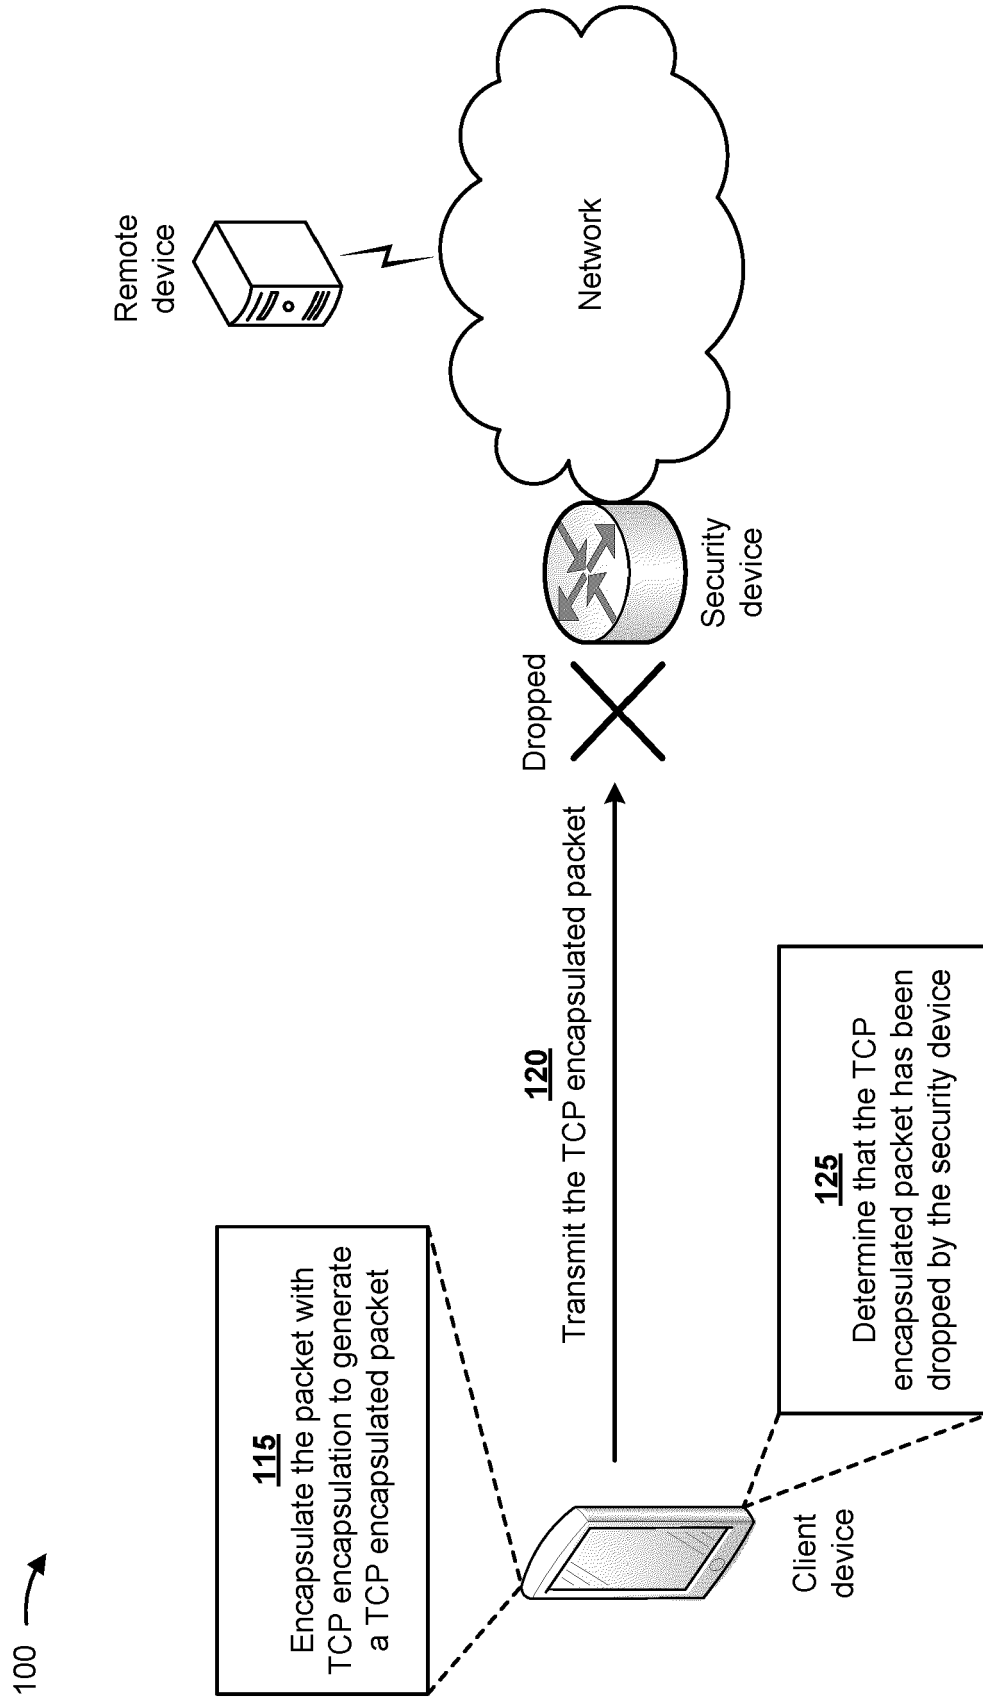 100
115
Encapsulate the packet with
TCP encapsulation to generate
a TCP encapsulated packet
Client
device
120
Transmit the TCP encapsulated packet
125
Determine that the TCP
encapsulated packet has been
dropped by the security device
Dropped
Security
device
Network
Remote
device